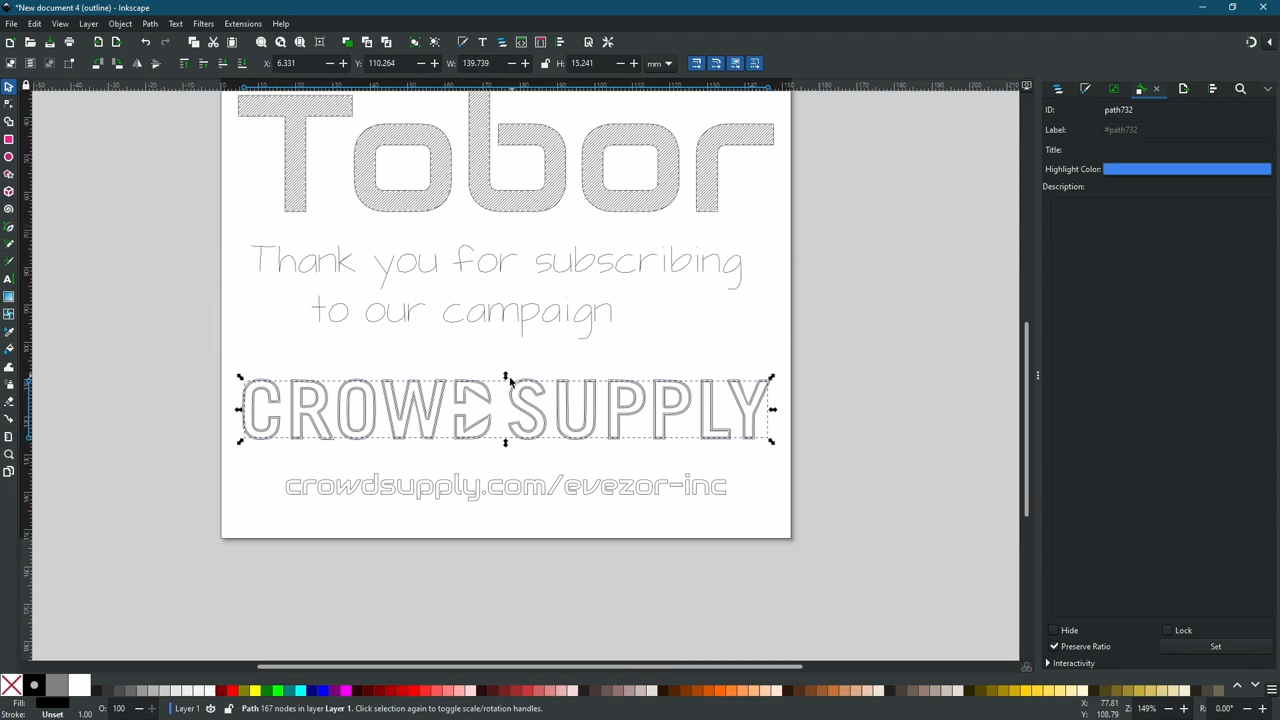 *New document 4 (outline) - Inkscape
File Edit View Layer Object Path Text Filters Extensions Help
X: 6.331 Y: 110.264 W: 139.739 H: 15.241 mm
Tobor
Thank you for subscribing
to our campaign
CROWD SUPPLY
crowdsupply.com/evezor-inc
ID: path732
Label: #path732
Title:
Highlight Color:
Description:
Hide Lock
Preserve Ratio Set
Interactivity
Fill:
Stroke: Unset 1.00
O: 100
Layer 1
Path 167 nodes in layer Layer 1. Click selection again to toggle scale/rotation handles.
X: 77.81
Y: 108.79
Z: 149%
R: 0.00°